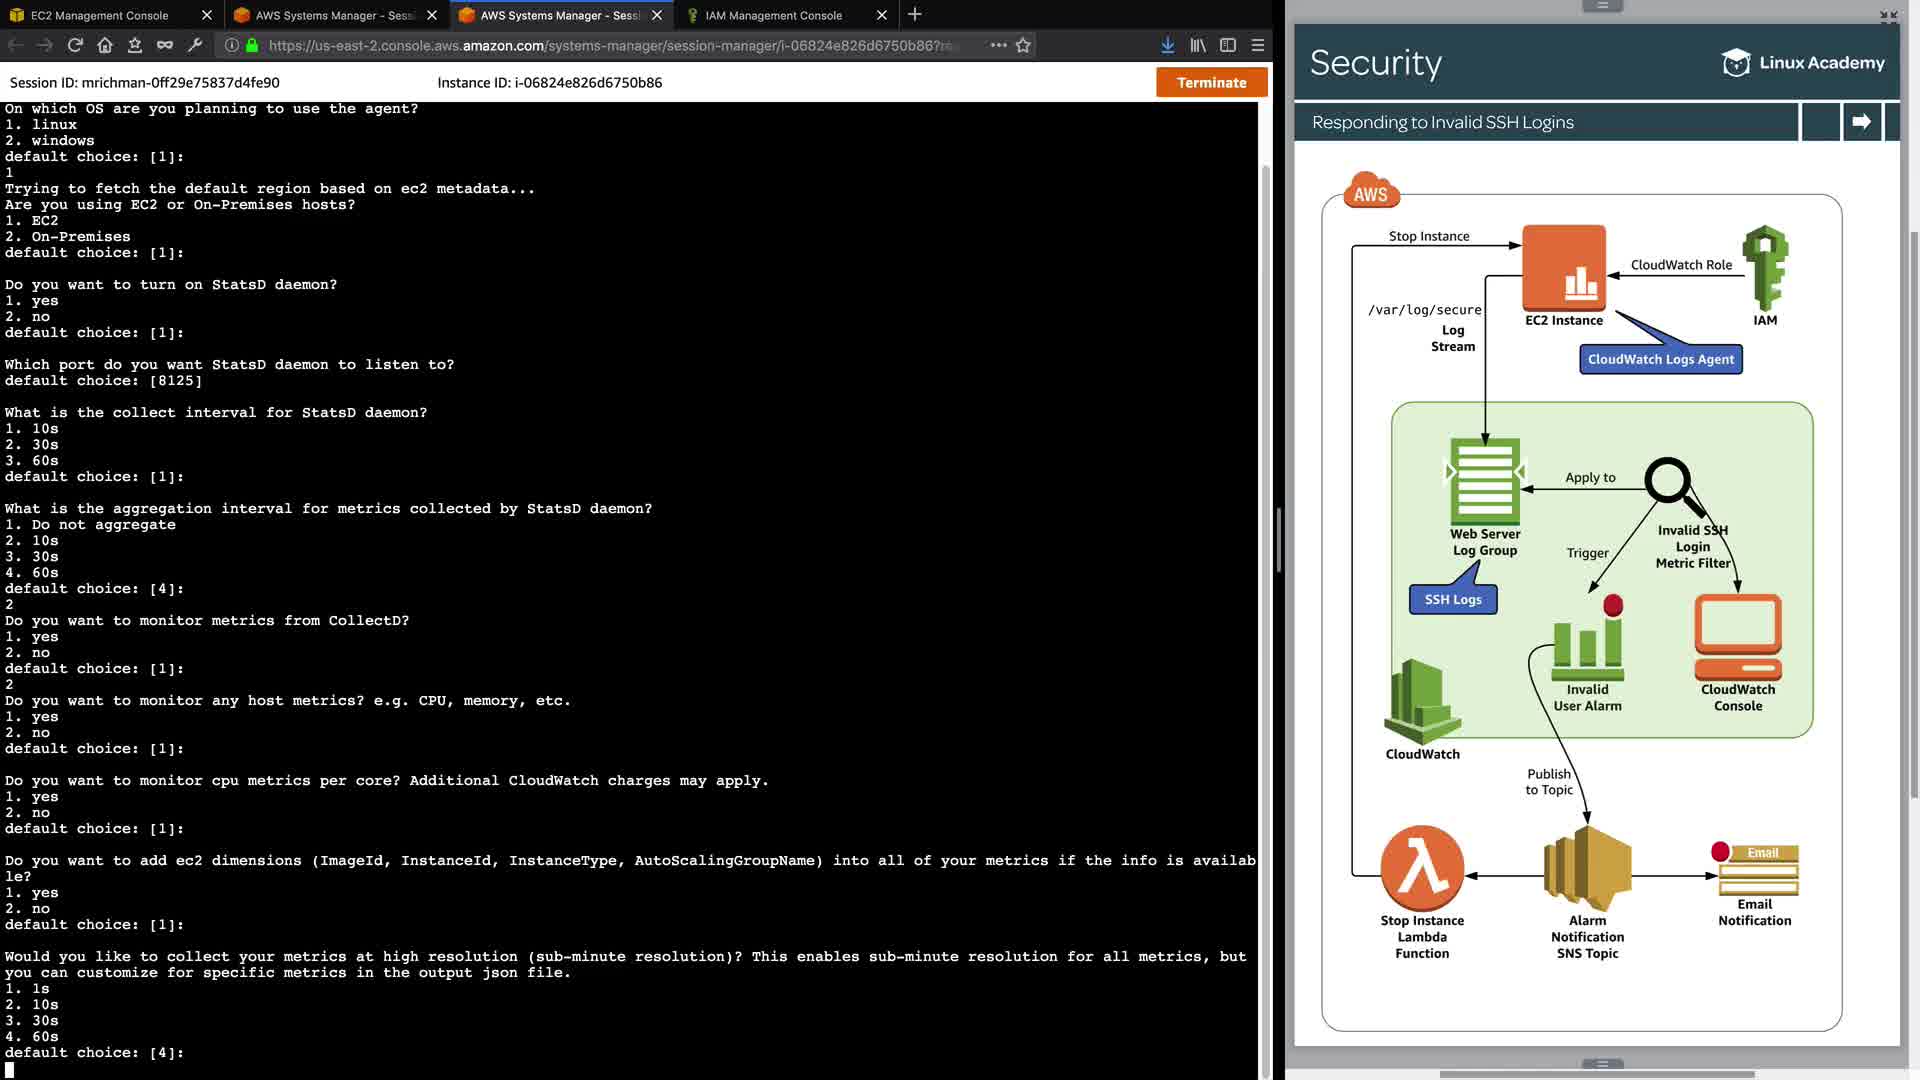 EC2 Management Console
AWS Systems Manager - Sess
AWS Systems Manager - Sess
IAM Management Console
https://us-east-2.console.aws.amazon.com/systems-manager/session-manager/i-06824e826d6750b86?re
Session ID: mrichman-0ff29e75837d4fe90
Instance ID: i-06824e826d6750b86
Terminate
On which OS are you planning to use the agent?
1. linux
2. windows
default choice: [1]:
1
Trying to fetch the default region based on ec2 metadata...
Are you using EC2 or On-Premises hosts?
1. EC2
2. On-Premises
default choice: [1]:
Do you want to turn on StatsD daemon?
1. yes
2. no
default choice: [1]:
Which port do you want StatsD daemon to listen to?
default choice: [8125]
What is the collect interval for StatsD daemon?
1. 10s
2. 30s
3. 60s
default choice: [1]:
What is the aggregation interval for metrics collected by StatsD daemon?
1. Do not aggregate
2. 10s
3. 30s
4. 60s
default choice: [4]:
2
Do you want to monitor metrics from CollectD?
1. yes
2. no
default choice: [1]:
2
Do you want to monitor any host metrics? e.g. CPU, memory, etc.
1. yes
2. no
default choice: [1]:
Do you want to monitor cpu metrics per core? Additional CloudWatch charges may apply.
1. yes
2. no
default choice: [1]:
Do you want to add ec2 dimensions (ImageId, InstanceId, InstanceType, AutoScalingGroupName) into all of your metrics if the info is availab
le?
1. yes
2. no
default choice: [1]:
Would you like to collect your metrics at high resolution (sub-minute resolution)? This enables sub-minute resolution for all metrics, but
you can customize for specific metrics in the output json file.
1. 1s
2. 10s
3. 30s
4. 60s
default choice: [4]:
Security
Linux Academy
Responding to Invalid SSH Logins
AWS
Stop Instance
CloudWatch Role
/var/log/secure
Log
Stream
EC2 Instance
IAM
CloudWatch Logs Agent
Apply to
Web Server
Log Group
Invalid SSH
Login
Metric Filter
Trigger
SSH Logs
Invalid
User Alarm
CloudWatch
Console
CloudWatch
Publish
to Topic
Email
Stop Instance
Lambda
Function
Alarm
Notification
SNS Topic
Email
Notification